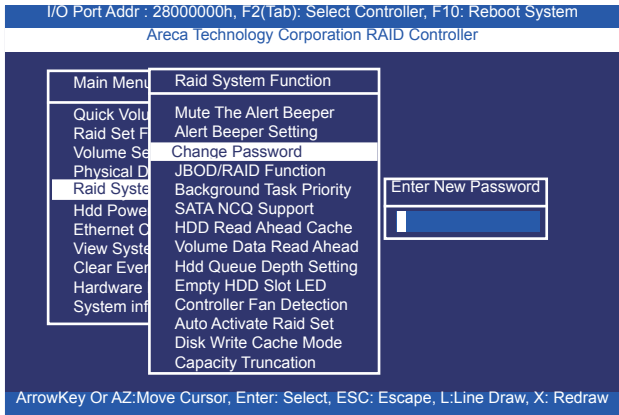 I/O Port Addr : 28000000h, F2(Tab): Select Controller, F10: Reboot System
Areca Technology Corporation RAID Controller
Main Menu
Quick Volu
Raid Set F
Volume Se
Physical D
Raid Syste
Hdd Powe
Ethernet C
View Syste
Clear Even
Hardware
System inf
Raid System Function
Mute The Alert Beeper
Alert Beeper Setting
Change Password
JBOD/RAID Function
Background Task Priority
SATA NCQ Support
HDD Read Ahead Cache
Volume Data Read Ahead
Hdd Queue Depth Setting
Empty HDD Slot LED
Controller Fan Detection
Auto Activate Raid Set
Disk Write Cache Mode
Capacity Truncation
Enter New Password
ArrowKey Or AZ:Move Cursor, Enter: Select, ESC: Escape, L:Line Draw, X: Redraw